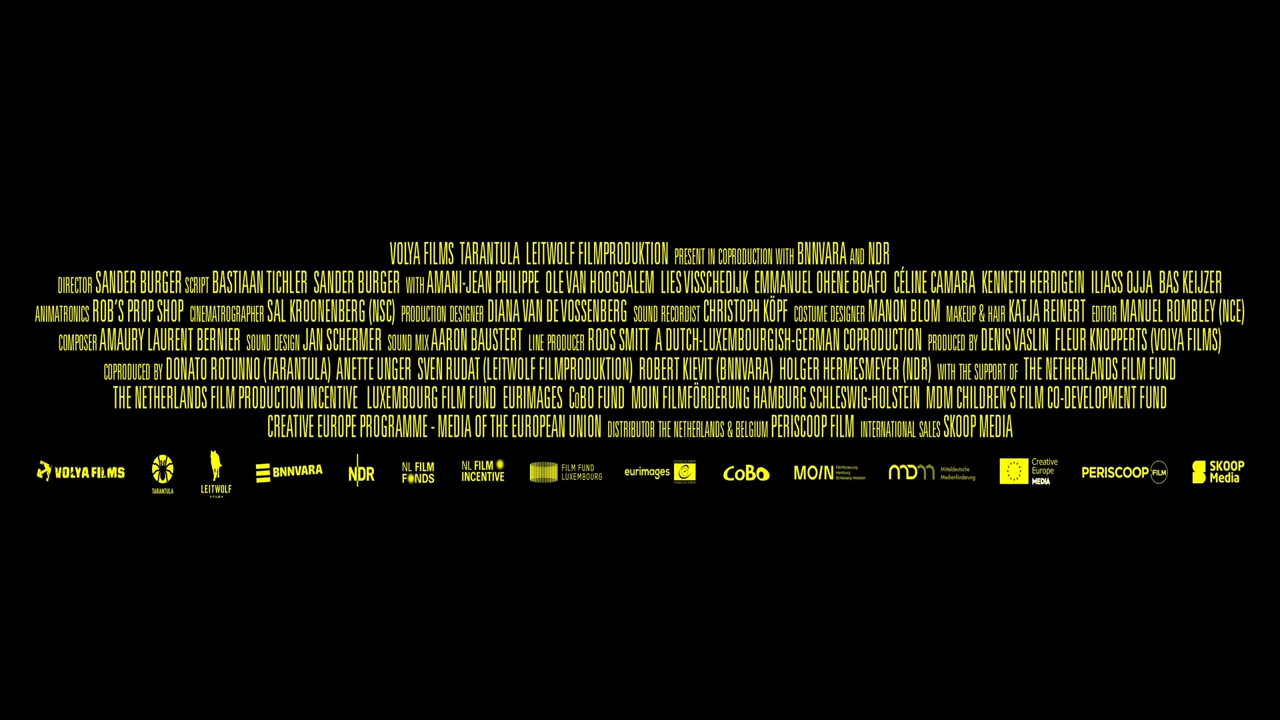 VOLYA FILMS TARANTULA LEITWOLF FILMPRODUKTION PRESENT IN COPRODUCTION WITH BNNVARA AND NDR
DIRECTOR SANDER BURGER SCRIPT BASTIAAN TICHLER SANDER BURGER WITH AMANI-JEAN PHILIPPE OLE VAN HOOGDALEM LIES VISSCHEDIJK EMMANUEL OHENE BOAFO CÉLINE CAMARA KENNETH HERDIGEIN ILIASS OJJA BAS KEIJZER
ANIMATRONICS ROB'S PROP SHOP CINEMATROGRAPHER SAL KROONENBERG (NSC) PRODUCTION DESIGNER DIANA VAN DE VOSSENBERG SOUND RECORDIST CHRISTOPH KÖPF COSTUME DESIGNER MANON BLOM MAKEUP & HAIR KATJA REINERT EDITOR MANUEL ROMBLEY (NCE)
COMPOSER AMAURY LAURENT BERNIER SOUND DESIGN JAN SCHERMER SOUND MIX AARON BAUSTERT LINE PRODUCER ROOS SMITT A DUTCH-LUXEMBOURGISH-GERMAN COPRODUCTION PRODUCED BY DENIS VASLIN FLEUR KNOPPERTS (VOLYA FILMS)
COPRODUCED BY DONATO ROTUNNO (TARANTULA) ANETTE UNGER SVEN RUDAT (LEITWOLF FILMPRODUKTION) ROBERT KIEVIT (BNNVARA) HOLGER HERMESMEYER (NDR) WITH THE SUPPORT OF THE NETHERLANDS FILM FUND
THE NETHERLANDS FILM PRODUCTION INCENTIVE LUXEMBOURG FILM FUND EURIMAGES CoBO FUND MOIN FILMFÖRDERUNG HAMBURG SCHLESWIG-HOLSTEIN MDM CHILDREN'S FILM CO-DEVELOPMENT FUND
CREATIVE EUROPE PROGRAMME - MEDIA OF THE EUROPEAN UNION DISTRIBUTOR THE NETHERLANDS & BELGIUM PERISCOOP FILM INTERNATIONAL SALES SKOOP MEDIA
VOLYA FILMS
TARANTULA
LEITWOLF
BNNVARA
NDR
NL FILM
FONDS
NL FILM
INCENTIVE
FILM FUND
LUXEMBOURG
eurimages
CoBO
MOIN
Filmförderung
Hamburg
Schleswig-Holstein
MDM
Mitteldeutsche
Medienförderung
Creative
Europe
MEDIA
PERISCOOP FILM
SKOOP
Media